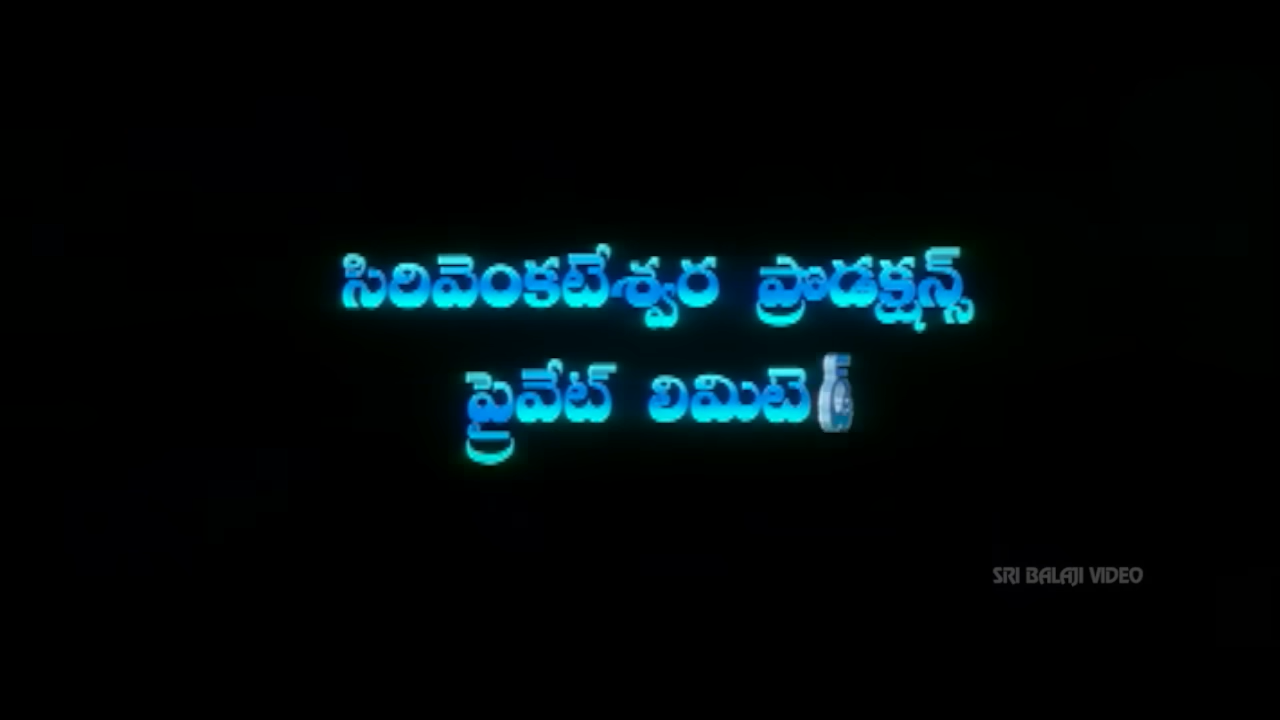 సిరివెంకటేశ్వర ప్రొడక్షన్స్
ప్రైవేట్ లిమిటెడ్
SRI BALAJI VIDEO